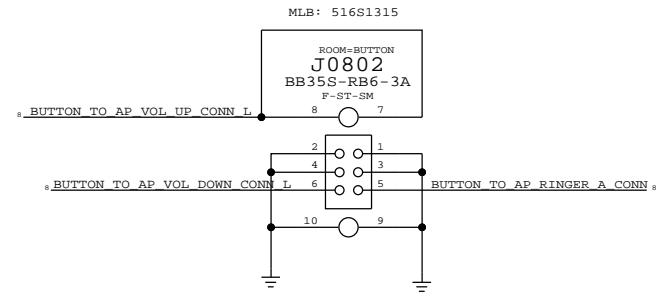 MLB: 516S1315
ROOM=BUTTON
J0802
BB35S-RB6-3A
F-ST-SM
8 BUTTON_TO_AP_VOL_UP_CONN_L 8 7
2 1
4 3
8 BUTTON_TO_AP_VOL_DOWN_CONN_L 6 5 BUTTON_TO_AP_RINGER_A_CONN 8
10 9